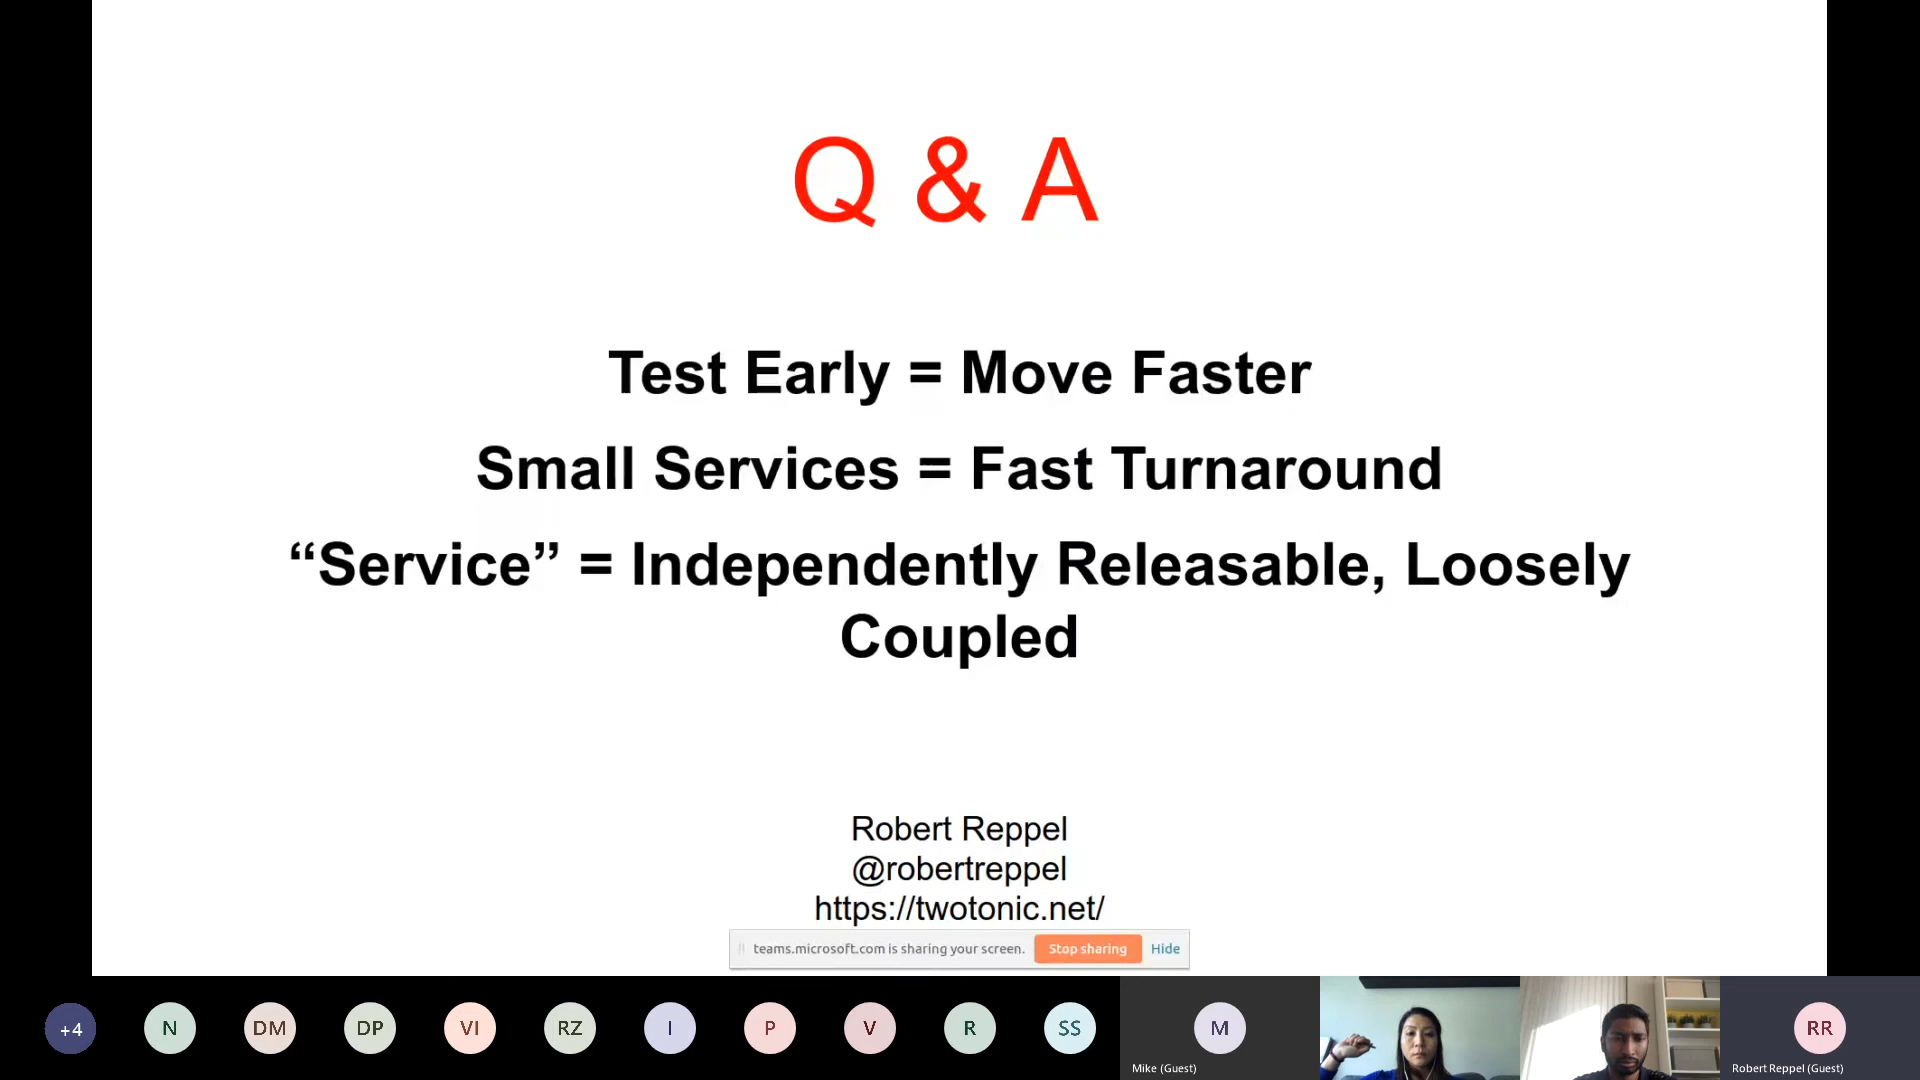 Q & A
Test Early = Move Faster
Small Services = Fast Turnaround
“Service” = Independently Releasable, Loosely
Coupled
Robert Reppel
@robertreppel
https://twotonic.net/
teams.microsoft.com is sharing your screen. Stop sharing Hide
+4 N DM DP VI RZ I P V R SS M RR
Mike (Guest) Robert Reppel (Guest)